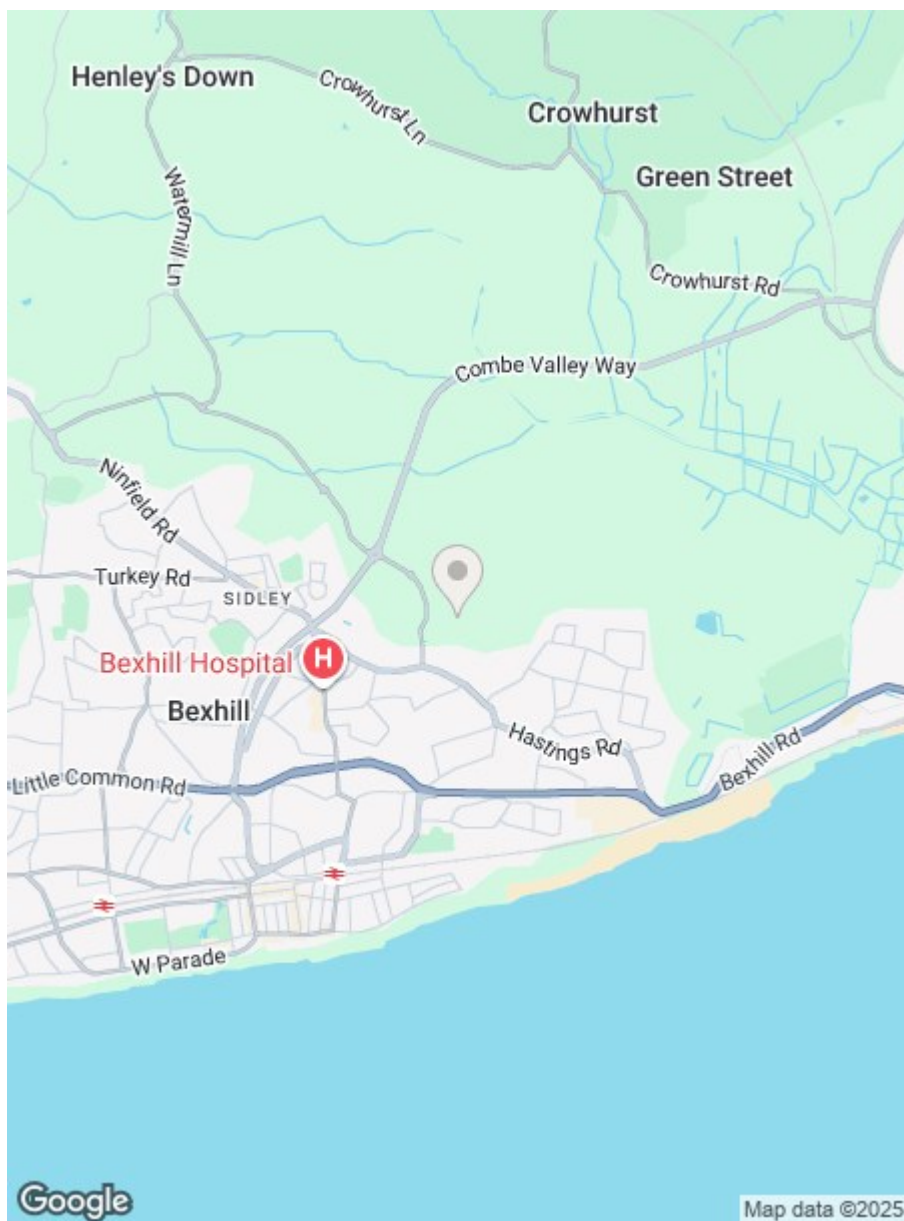 Henley's Down
Crowhurst Ln
Crowhurst
Green Street
Watermill Ln
Crowhurst Rd
Combe Valley Way
Ninfield Rd
Turkey Rd
SIDLEY
Bexhill Hospital H
Bexhill
Hastings Rd
Bexhill Rd
Little Common Rd
W Parade
Google
Map data ©2025